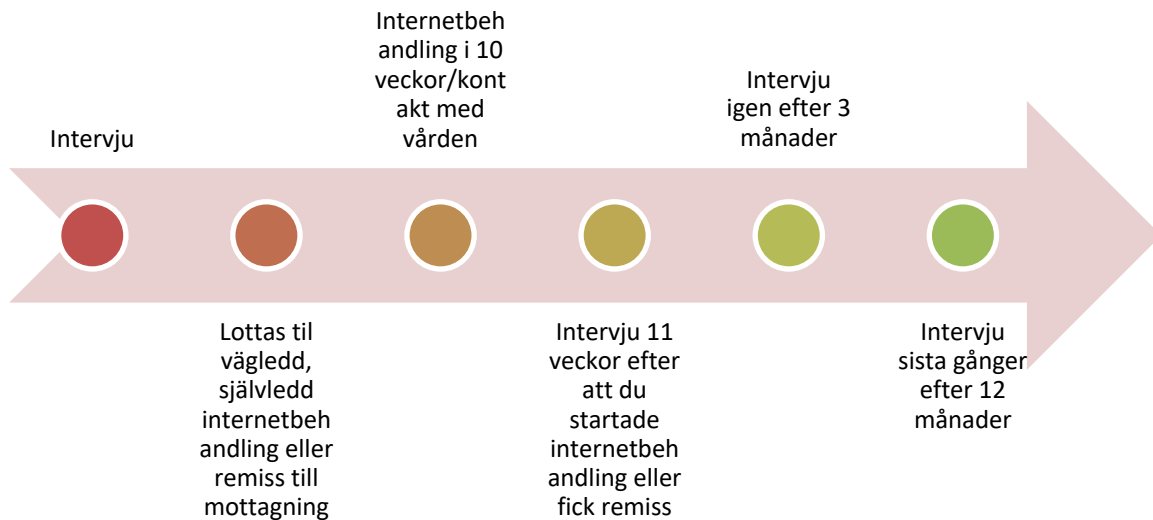 Intervju
Lottas til
vägledd,
självledd
internetbeh
andling eller
remiss till
mottagning
Internetbeh
andling i 10
veckor/kont
akt med
vården
Intervju 11
veckor efter
att du
startade
internetbeh
andling eller
fick remiss
Intervju
igen efter 3
månader
Intervju
sista gånger
efter 12
månader